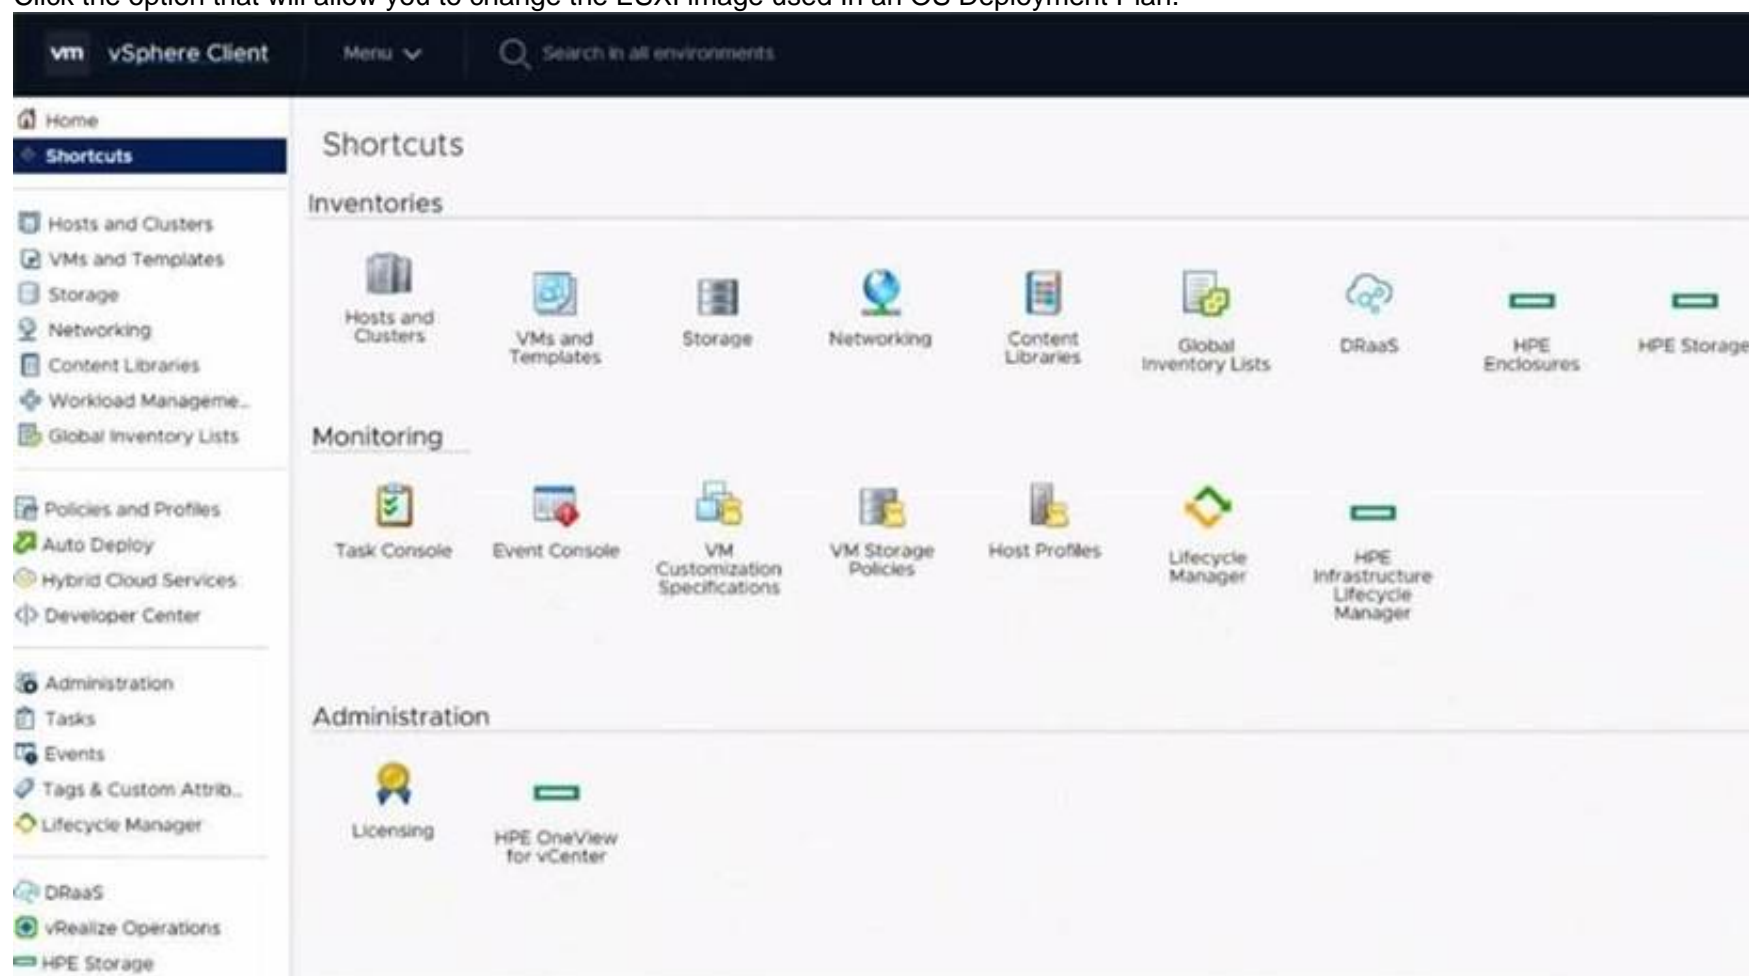 Click the option that will allow you to change the ESXi image used in an OS Deployment Plan.
vm vSphere Client Menu Search in all environments
Home
Shortcuts
Hosts and Clusters
VMs and Templates
Storage
Networking
Content Libraries
Workload Manageme...
Global Inventory Lists
Policies and Profiles
Auto Deploy
Hybrid Cloud Services
Developer Center
Administration
Tasks
Events
Tags & Custom Attrib...
Lifecycle Manager
DRaaS
vRealize Operations
HPE Storage
Shortcuts
Inventories
Hosts and
Clusters
VMs and
Templates
Storage
Networking
Content
Libraries
Global
Inventory Lists
DRaaS
HPE
Enclosures
HPE Storage
Monitoring
Task Console
Event Console
VM
Customization
Specifications
VM Storage
Policies
Host Profiles
Lifecycle
Manager
HPE
Infrastructure
Lifecycle
Manager
Administration
Licensing
HPE OneView
for vCenter